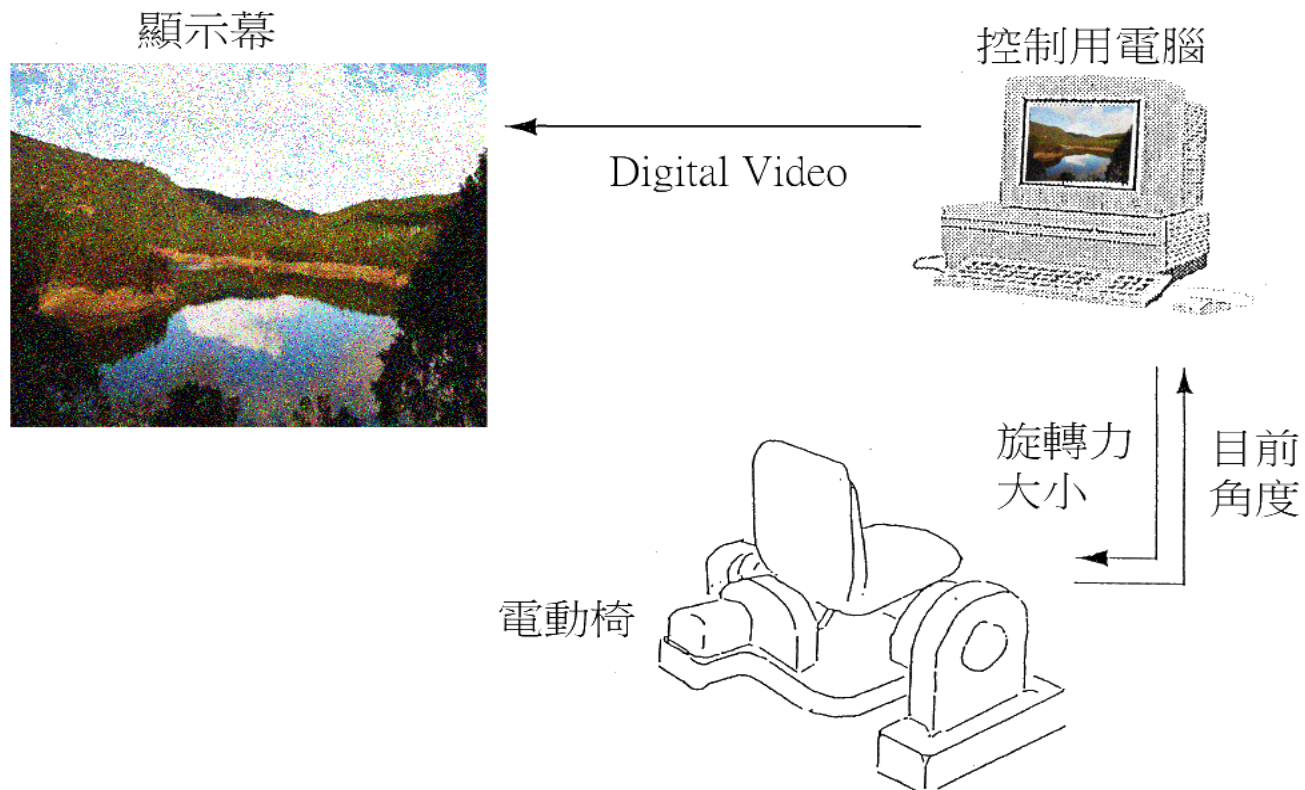 顯示幕
控制用電腦
Digital Video
旋轉力
大小
目前
角度
電動椅